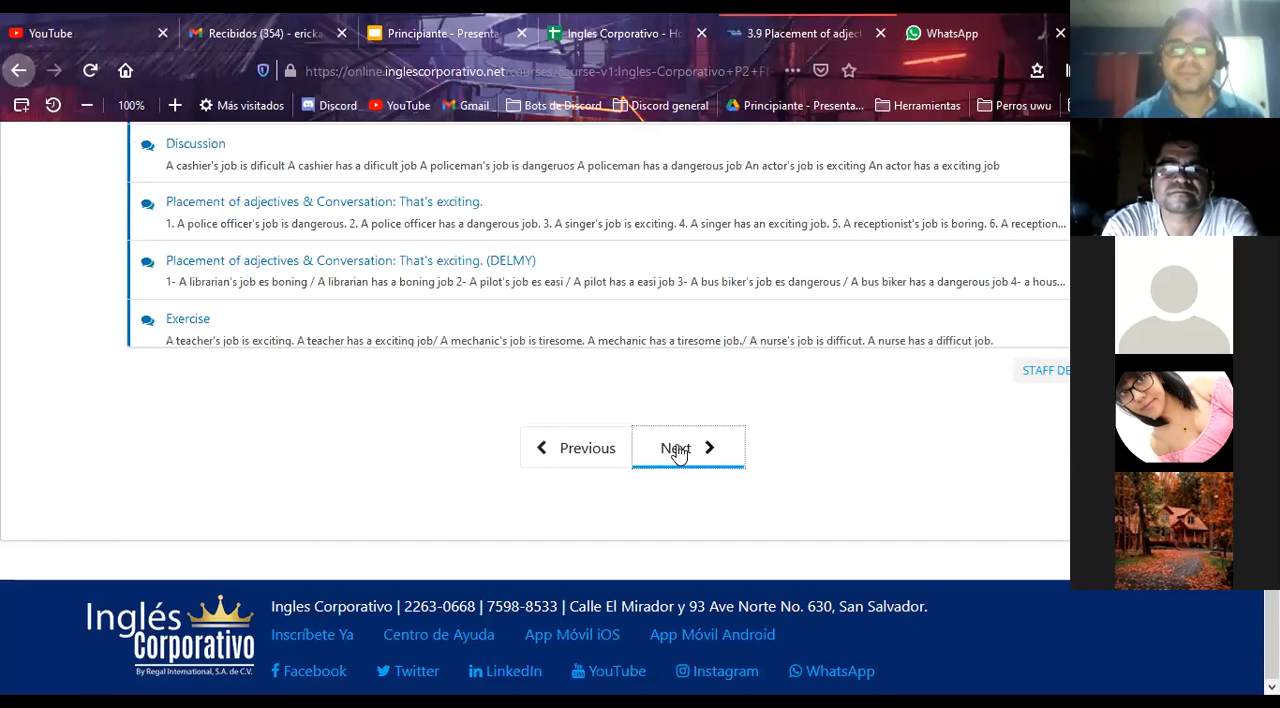 YouTube
Recibidos (354) - ericka
Principiante - Presenta
Ingles Corporativo - Ho
3.9 Placement of adject
WhatsApp
https://online.inglescorporativo.net/courses/course-v1:Ingles-Corporativo+P2+F
100%
Más visitados
Discord
YouTube
Gmail
Bots de Discord
Discord general
Principiante - Presenta...
Herramientas
Perros uwu
Discussion
A cashier's job is dificult A cashier has a dificult job A policeman's job is dangeruos A policeman has a dangerous job An actor's job is exciting An actor has a exciting job
Placement of adjectives & Conversation: That's exciting.
1. A police officer's job is dangerous. 2. A police officer has a dangerous job. 3. A singer's job is exciting. 4. A singer has an exciting job. 5. A receptionist's job is boring. 6. A reception...
Placement of adjectives & Conversation: That's exciting. (DELMY)
1- A librarian's job es boning / A librarian has a boning job 2- A pilot's job es easi / A pilot has a easi job 3- A bus biker's job es dangerous / A bus biker has a dangerous job 4- a hous...
Exercise
A teacher's job is exciting. A teacher has a exciting job/ A mechanic's job is tiresome. A mechanic has a tiresome job./ A nurse's job is difficut. A nurse has a difficut job.
STAFF DE
Previous
Next
Inglés Corporativo
By Regal International, S.A. de C.V.
Ingles Corporativo | 2263-0668 | 7598-8533 | Calle El Mirador y 93 Ave Norte No. 630, San Salvador.
Inscríbete Ya
Centro de Ayuda
App Móvil iOS
App Móvil Android
Facebook
Twitter
LinkedIn
YouTube
Instagram
WhatsApp